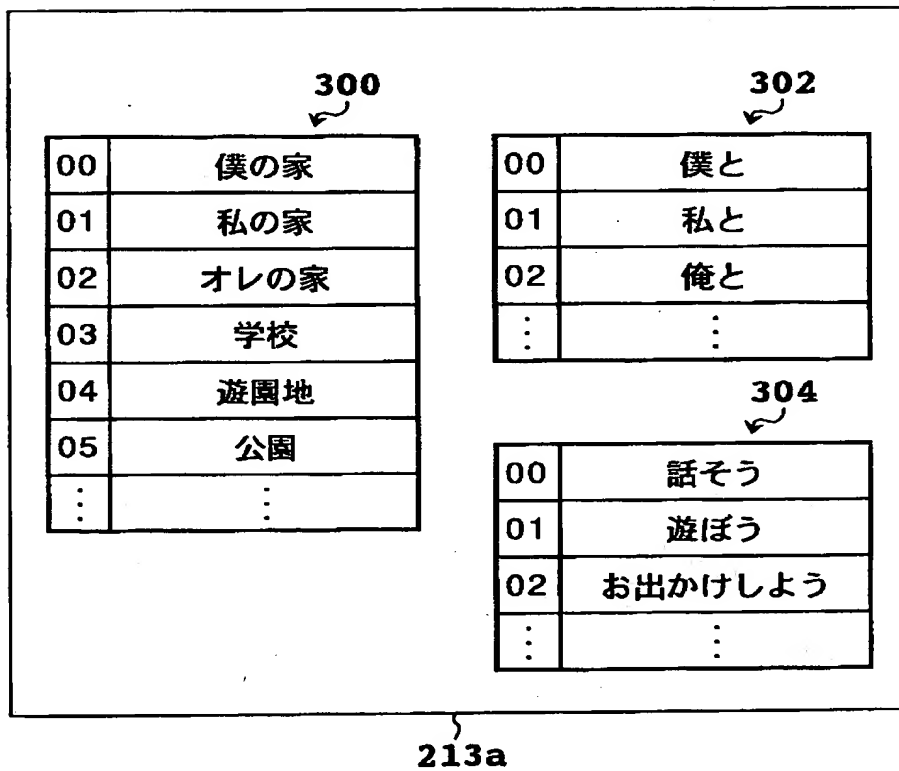 300
00 僕の家
01 私の家
02 オレの家
03 学校
04 遊園地
05 公園
⋮ ⋮
302
00 僕と
01 私と
02 俺と
⋮ ⋮
304
00 話そう
01 遊ぼう
02 お出かけしよう
⋮ ⋮
213a